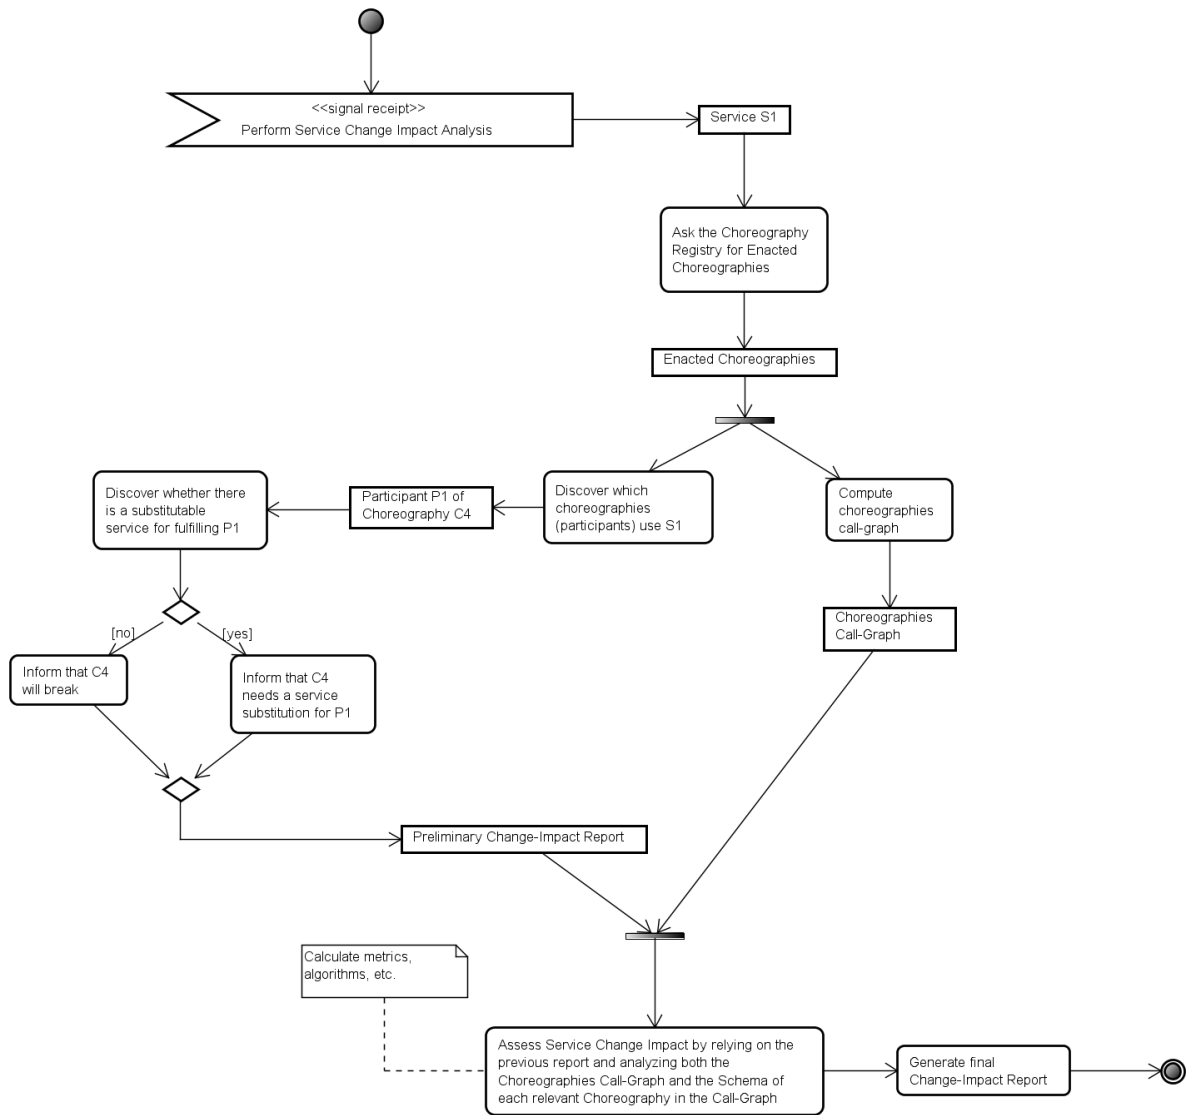 <<signal receipt>>
Perform Service Change Impact Analysis
Service S1
Ask the Choreography
Registry for Enacted
Choreographies
Enacted Choreographies
Discover whether there
is a substitutable
service for fulfilling P1
Participant P1 of
Choreography C4
Discover which
choreographies
(participants) use S1
Compute
choreographies
call-graph
Choreographies
Call-Graph
[no]
[yes]
Inform that C4
will break
Inform that C4
needs a service
substitution for P1
Preliminary Change-Impact Report
Calculate metrics,
algorithms, etc.
Assess Service Change Impact by relying on the
previous report and analyzing both the
Choreographies Call-Graph and the Schema of
each relevant Choreography in the Call-Graph
Generate final
Change-Impact Report